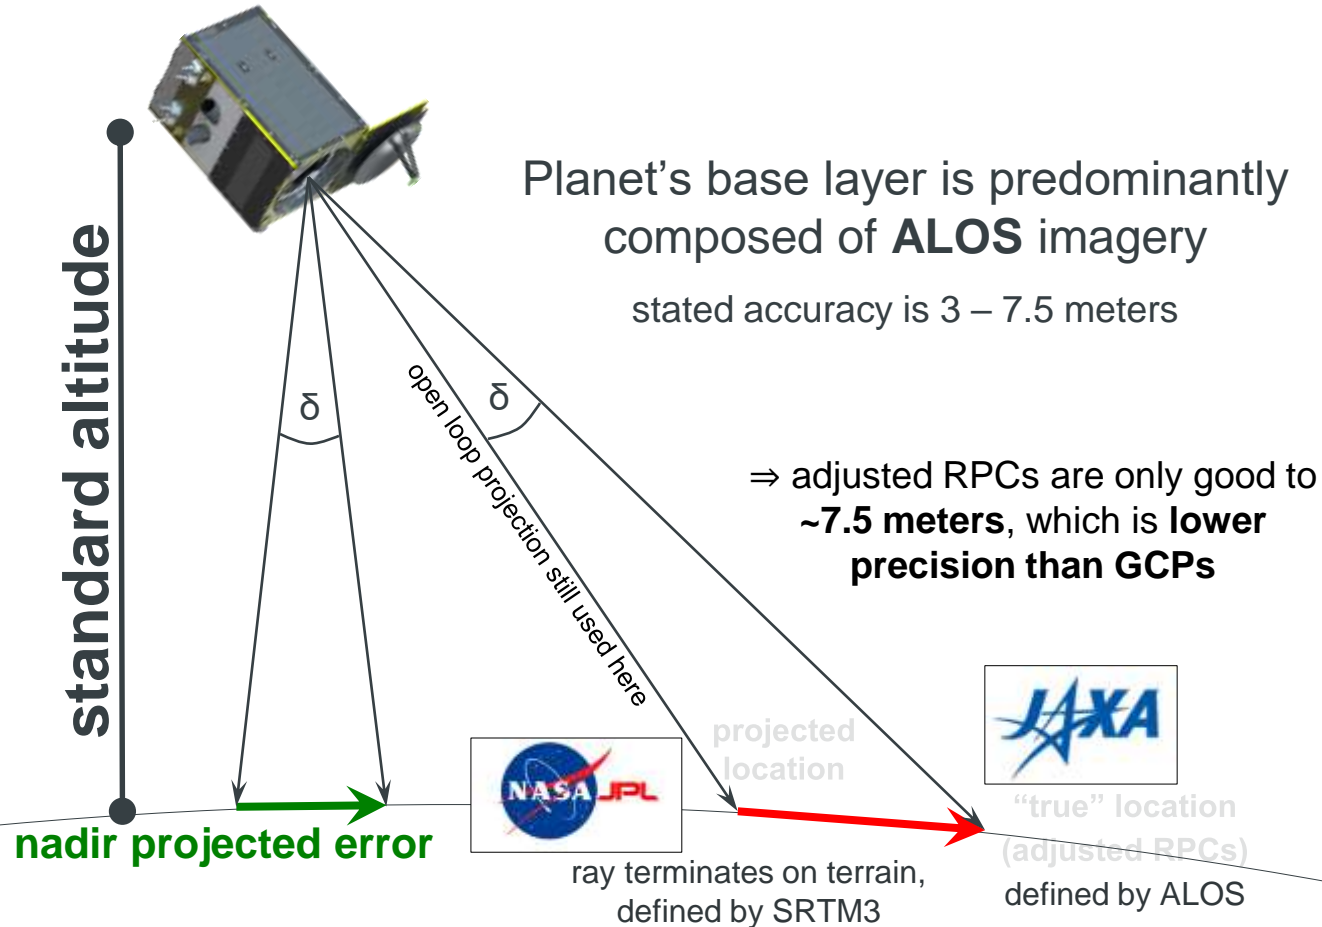 Planet’s base layer is predominantly
composed of ALOS imagery
stated accuracy is 3 – 7.5 meters
standard altitude
δ
δ
open loop projection still used here
⇒ adjusted RPCs are only good to
~7.5 meters, which is lower
precision than GCPs
projected
location
NASA JPL
JAXA
“true” location
(adjusted RPCs)
defined by ALOS
nadir projected error
ray terminates on terrain,
defined by SRTM3